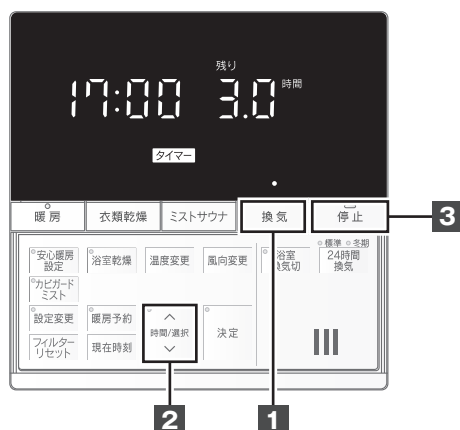 残り
17:00 3.0 時間
タイマー
暖房 衣類乾燥 ミストサウナ 換気 停止
3
安心暖房
設定
浴室乾燥
温度変更
風向変更
浴室
換気切
標準 冬期
24時間
換気
カビガード
ミスト
設定変更
暖房予約
時間/選択
決定
フィルター
リセット
現在時刻
2
1